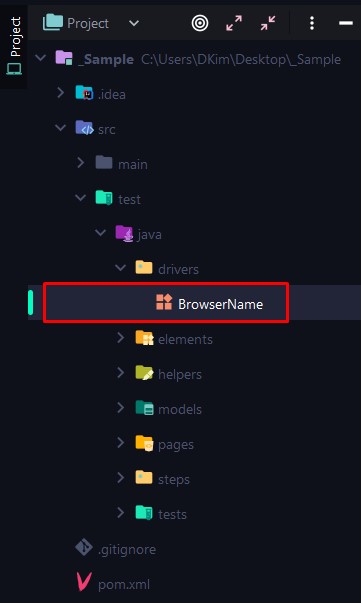 Project
Project
_Sample C:\Users\DKim\Desktop\_Sample
.idea
src
main
test
java
drivers
BrowserName
elements
helpers
models
pages
steps
tests
.gitignore
pom.xml